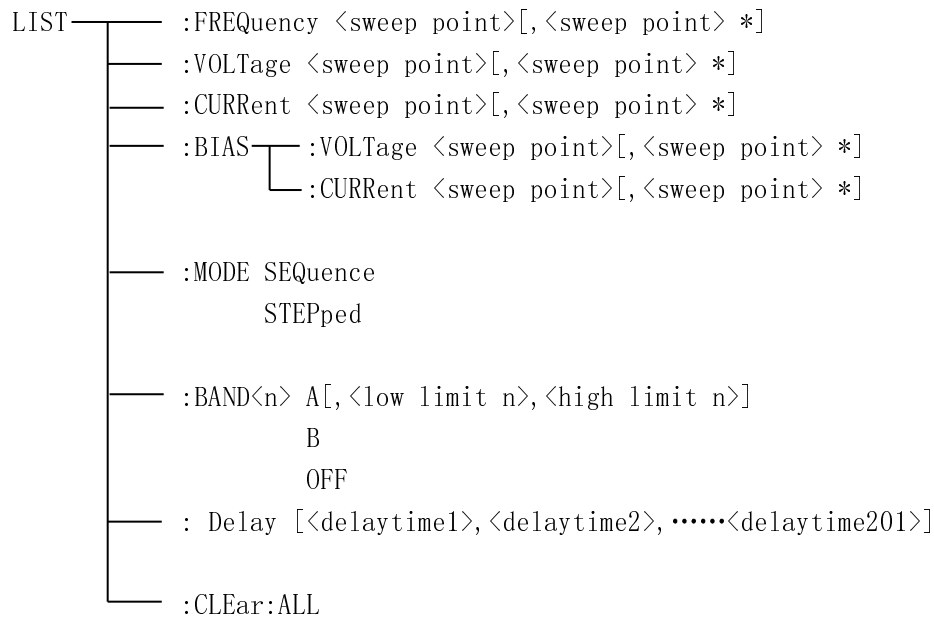 LIST :FREQuency <sweep point>[,<sweep point> *]
:VOLTage <sweep point>[,<sweep point> *]
:CURRent <sweep point>[,<sweep point> *]
:BIAS :VOLTage <sweep point>[,<sweep point> *]
:CURRent <sweep point>[,<sweep point> *]
:MODE SEQuence
STEPped
:BAND<n> A[,<low limit n>,<high limit n>]
B
OFF
: Delay [<delaytime1>,<delaytime2>,……<delaytime201>]
:CLEar:ALL